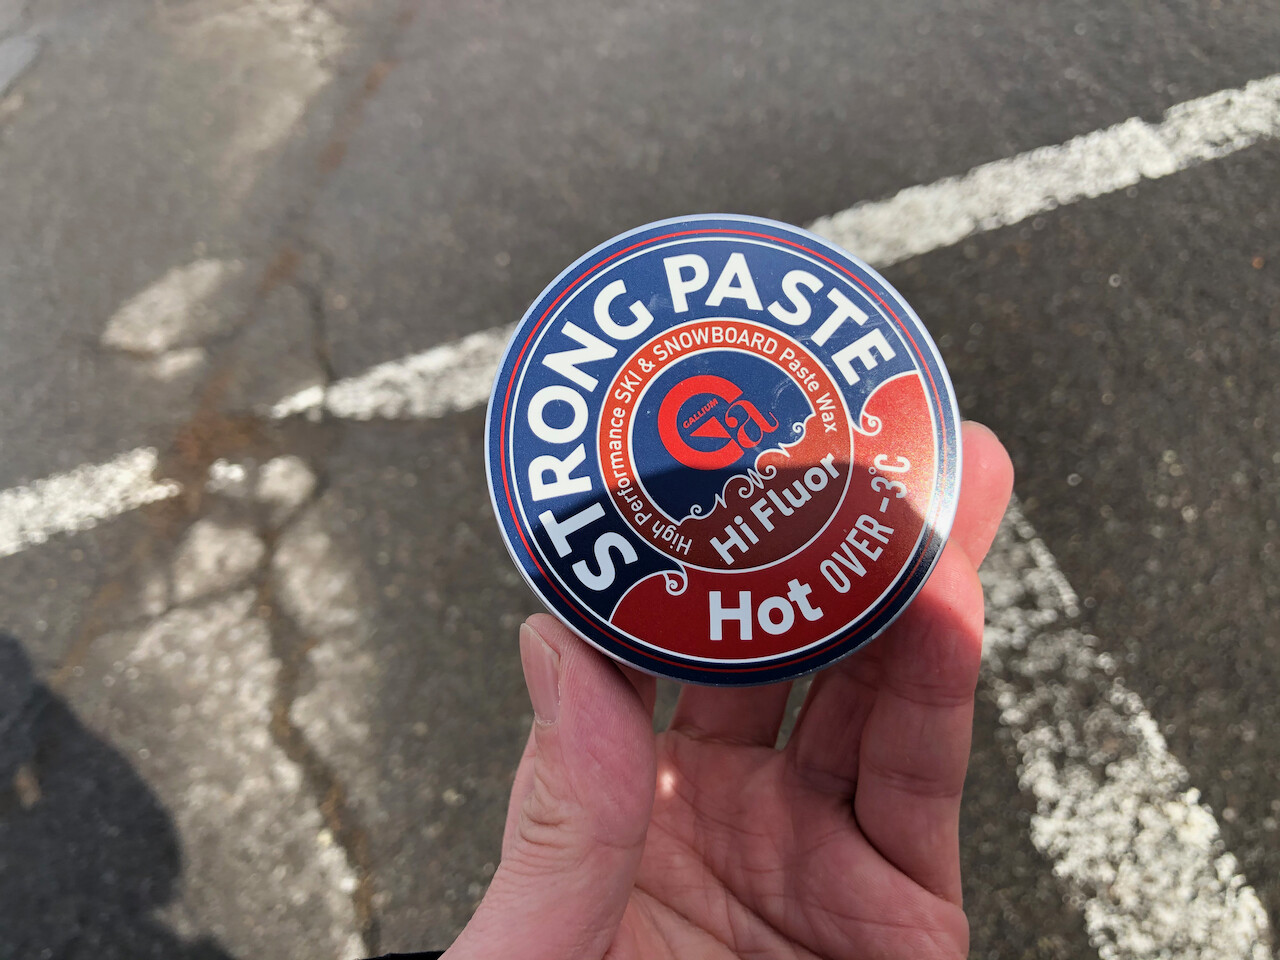 STRONG PASTE
High Performance SKI & SNOWBOARD Paste Wax
Ga
GALLIUM
Hi Fluor
Hot OVER -3°C